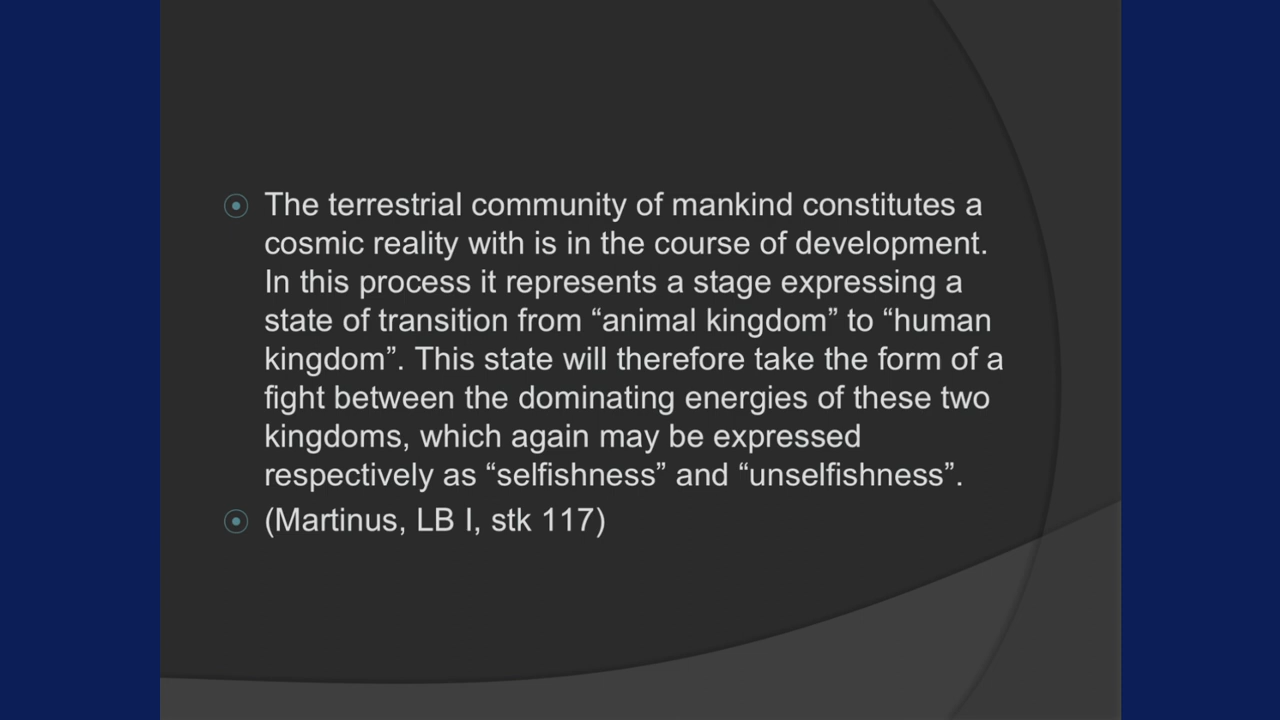 The terrestrial community of mankind constitutes a
cosmic reality with is in the course of development.
In this process it represents a stage expressing a
state of transition from “animal kingdom” to “human
kingdom”. This state will therefore take the form of a
fight between the dominating energies of these two
kingdoms, which again may be expressed
respectively as “selfishness” and “unselfishness”.
(Martinus, LB I, stk 117)